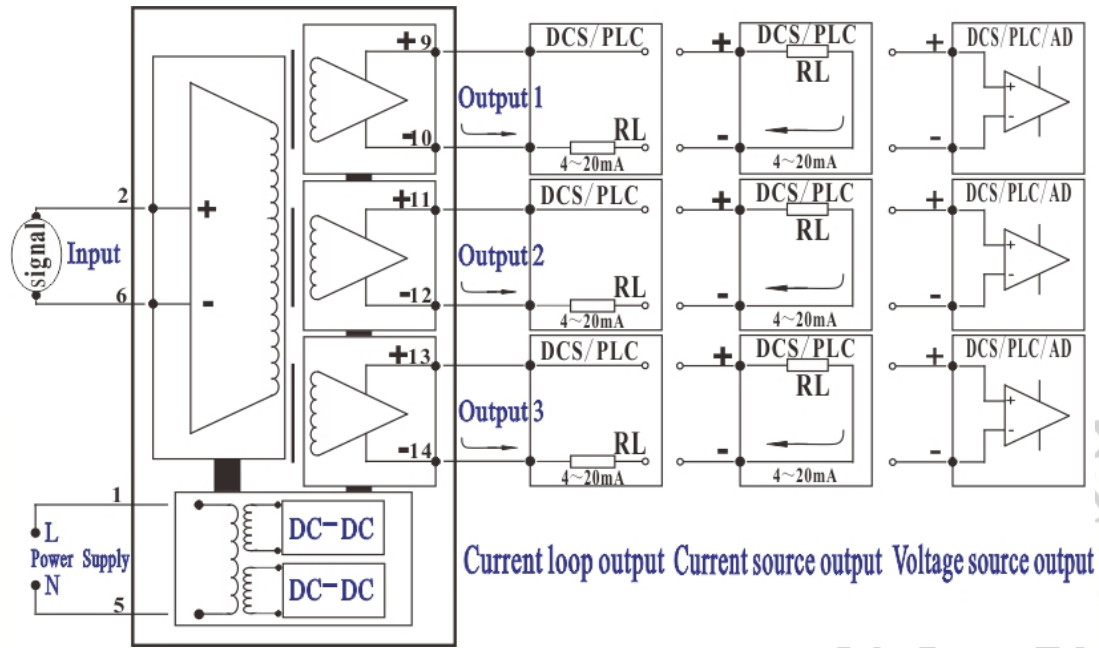 + 9
Output 1
- 10
DCS/PLC
RL
4~20mA
+
DCS/PLC
RL
-
4~20mA
+
DCS/PLC/AD
+
-
-
2
signal
Input
6
+
-
+ 11
Output 2
- 12
DCS/PLC
RL
4~20mA
+
DCS/PLC
RL
-
4~20mA
+
DCS/PLC/AD
+
-
-
+ 13
Output 3
- 14
DCS/PLC
RL
4~20mA
+
DCS/PLC
RL
-
4~20mA
+
DCS/PLC/AD
+
-
-
1
L
Power Supply
N
5
DC-DC
DC-DC
Current loop output
Current source output
Voltage source output